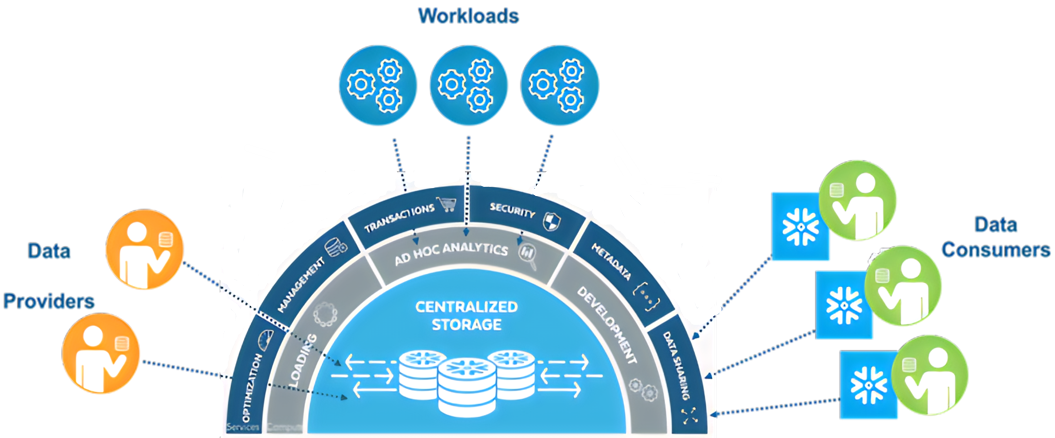 Workloads
Data
Providers
Data
Consumers
OPTIMIZATION
MANAGEMENT
TRANSACTIONS
SECURITY
METADATA
DATA SHARING
LOADING
AD HOC ANALYTICS
DEVELOPMENT
CENTRALIZED
STORAGE
Services
Compute